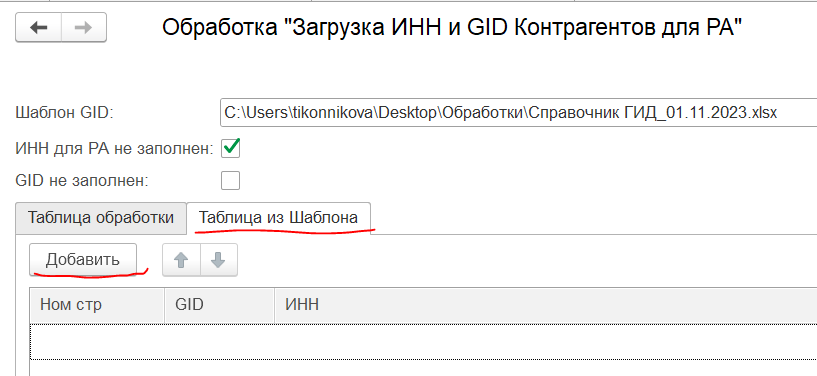 Обработка "Загрузка ИНН и GID Контрагентов для РА"
Шаблон GID: C:\Users\tikonnikova\Desktop\Обработки\Справочник ГИД_01.11.2023.xlsx
ИНН для РА не заполнен:
GID не заполнен:
Таблица обработки Таблица из Шаблона
Добавить
Ном стр GID ИНН